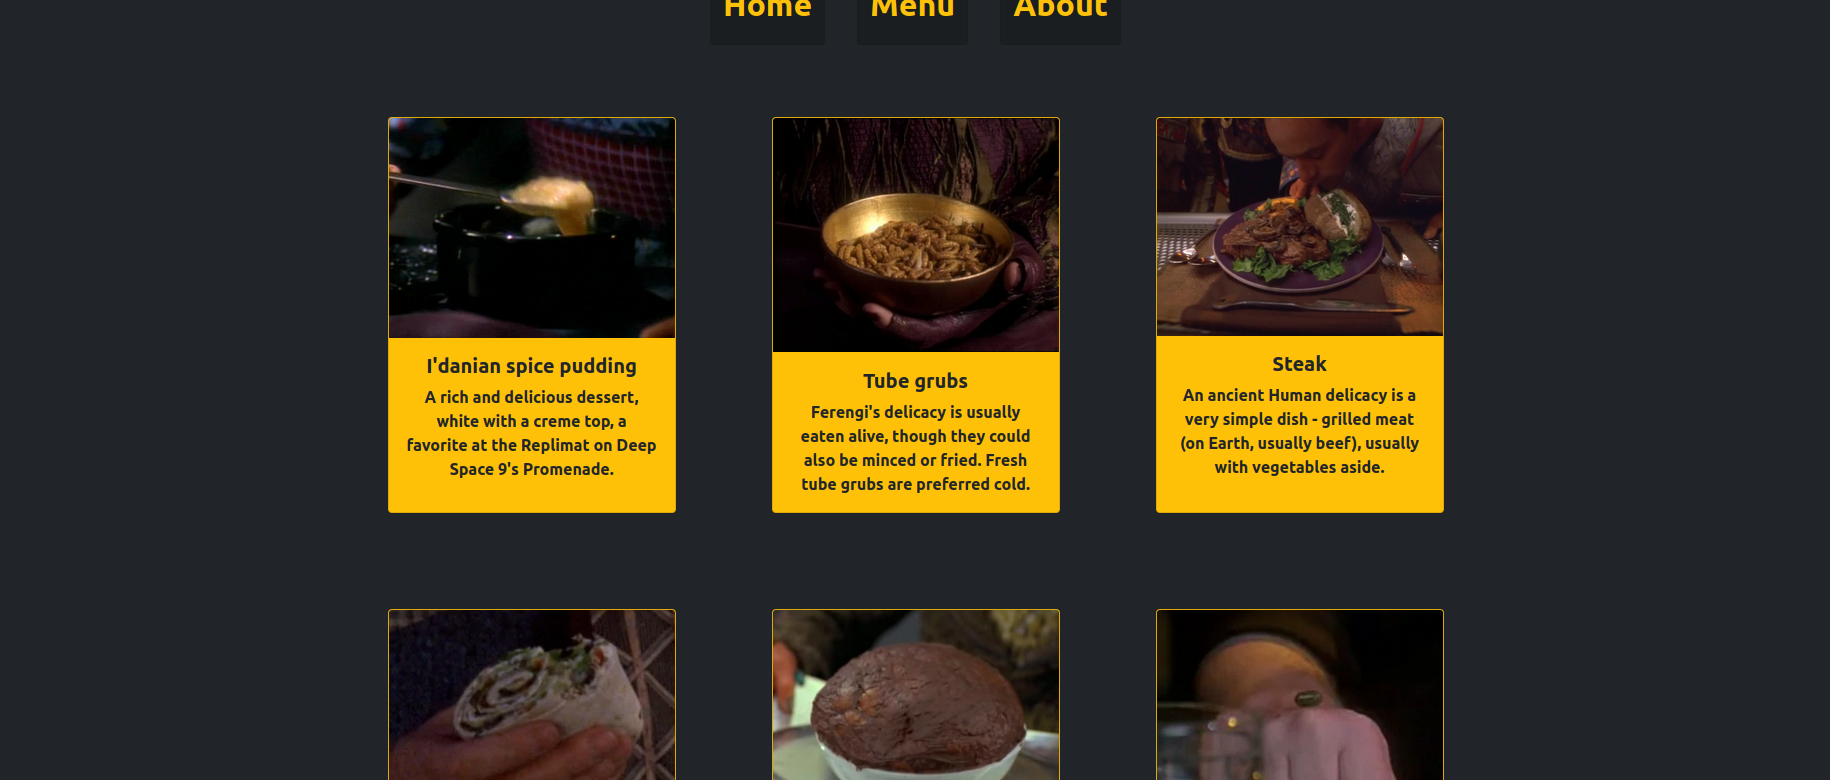 Home Menu About
I'danian spice pudding
A rich and delicious dessert,
white with a creme top, a
favorite at the Replimat on Deep
Space 9's Promenade.
Tube grubs
Ferengi's delicacy is usually
eaten alive, though they could
also be minced or fried. Fresh
tube grubs are preferred cold.
Steak
An ancient Human delicacy is a
very simple dish - grilled meat
(on Earth, usually beef), usually
with vegetables aside.